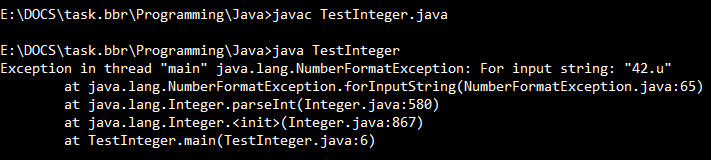 E:\DOCS\task.bbr\Programming\Java>javac TestInteger.java
E:\DOCS\task.bbr\Programming\Java>java TestInteger
Exception in thread "main" java.lang.NumberFormatException: For input string: "42.u"
at java.lang.NumberFormatException.forInputString(NumberFormatException.java:65)
at java.lang.Integer.parseInt(Integer.java:580)
at java.lang.Integer.<init>(Integer.java:867)
at TestInteger.main(TestInteger.java:6)